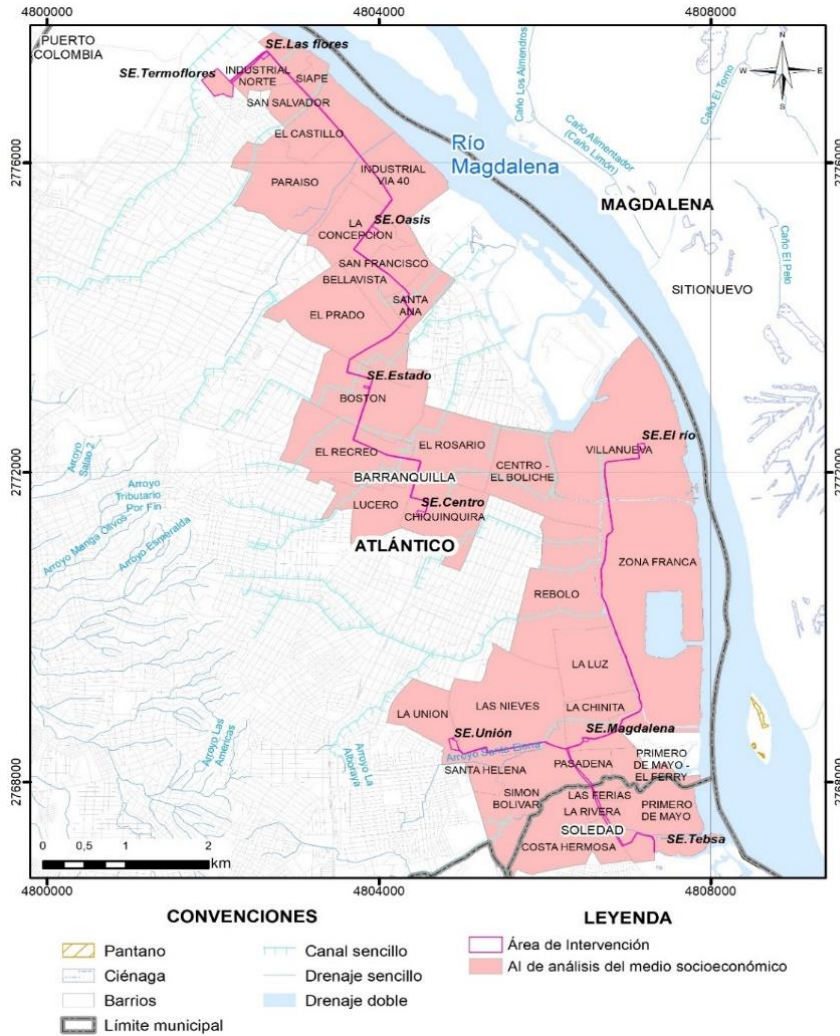 4800000
4804000
4808000
PUERTO
COLOMBIA
SE.Las flores
SE.Termoflores
INDUSTRIAL
NORTE
SIAPE
SAN SALVADOR
EL CASTILLO
PARAISO
INDUSTRIAL
VIA 40
Río
Magdalena
Caño Los Almendros
Caño El Torno
Caño Alimentador
(Caño Limón)
N
W
E
S
2776000
2776000
MAGDALENA
SITIONUEVO
Caño El Pelo
LA
CONCEPCION
SE.Oasis
SAN FRANCISCO
BELLAVISTA
SANTA
ANA
EL PRADO
SE.Estado
BOSTON
EL RECREO
EL ROSARIO
CENTRO -
EL BOLICHE
SE.El río
VILLANUEVA
2772000
2772000
BARRANQUILLA
LUCERO
SE.Centro
CHIQUINQUIRA
ATLÁNTICO
Arroyo
Salao 2
Arroyo
Tributario
Por Fin
Arroyo Manga Olivos
Arroyo Esmeralda
ZONA FRANCA
REBOLO
LA LUZ
LA UNION
LAS NIEVES
LA CHINITA
SE.Unión
SE.Magdalena
Arroyo Santo Elena
SANTA HELENA
PASADENA
PRIMERO
DE MAYO -
EL FERRY
Arroyo Las
Americas
Arroyo La
Alboraya
2768000
2768000
SIMON
BOLIVAR
LAS FERIAS
LA RIVERA
PRIMERO
DE MAYO
SOLEDAD
SE.Tebsa
COSTA HERMOSA
0 0,5 1 2
km
4800000
4804000
4808000
CONVENCIONES
LEYENDA
Pantano
Canal sencillo
Área de Intervención
Ciénaga
Drenaje sencillo
AI de análisis del medio socioeconómico
Barrios
Drenaje doble
Límite municipal